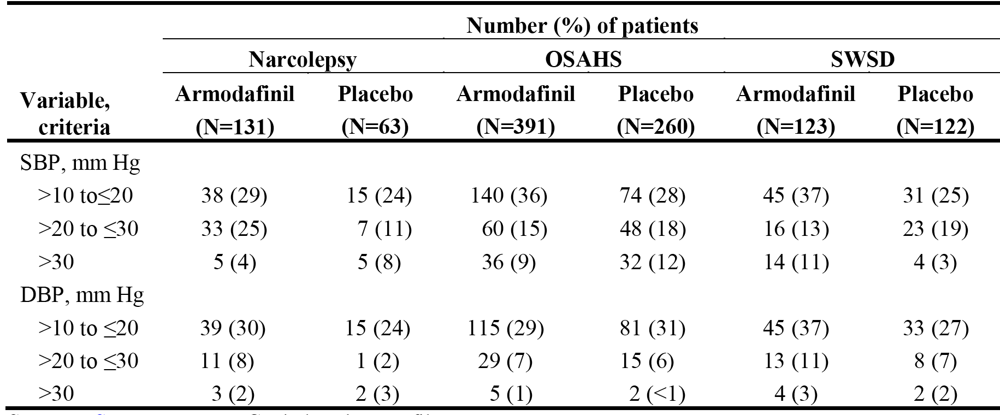 Number (%) of patients
Narcolepsy OSAHS SWSD
Variable, criteria Armodafinil (N=131) Placebo (N=63) Armodafinil (N=391) Placebo (N=260) Armodafinil (N=123) Placebo (N=122)
SBP, mm Hg
>10 to≤20 38 (29) 15 (24) 140 (36) 74 (28) 45 (37) 31 (25)
>20 to ≤30 33 (25) 7 (11) 60 (15) 48 (18) 16 (13) 23 (19)
>30 5 (4) 5 (8) 36 (9) 32 (12) 14 (11) 4 (3)
DBP, mm Hg
>10 to ≤20 39 (30) 15 (24) 115 (29) 81 (31) 45 (37) 33 (27)
>20 to ≤30 11 (8) 1 (2) 29 (7) 15 (6) 13 (11) 8 (7)
>30 3 (2) 2 (3) 5 (1) 2 (<1) 4 (3) 2 (2)